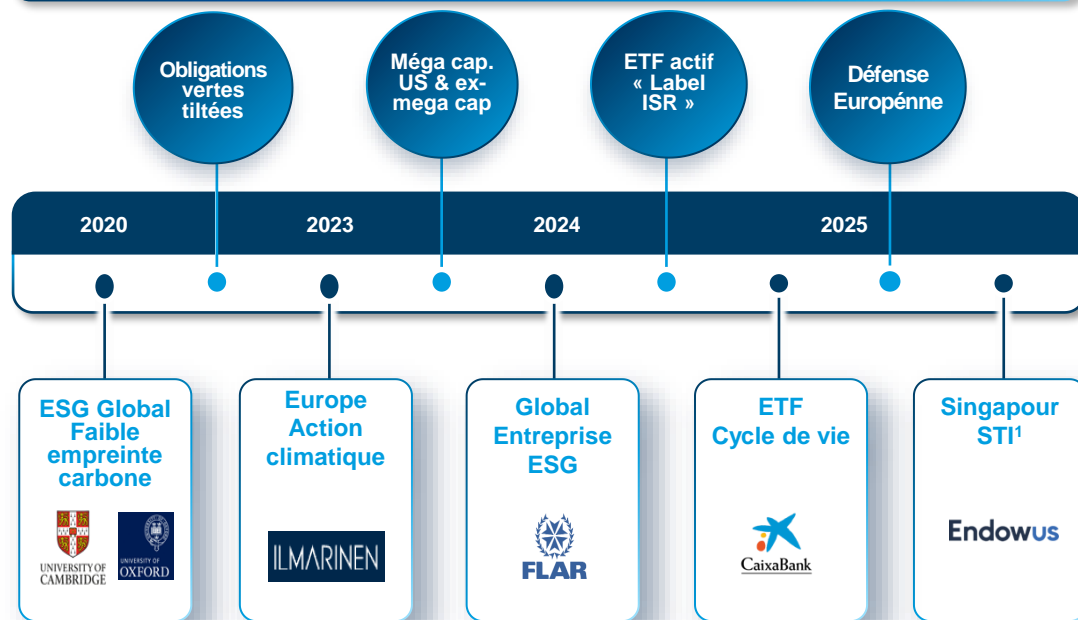 Obligations
vertes
tiltées
Méga cap.
US & ex-
mega cap
ETF actif
« Label
ISR »
Défense
Europénne
2020
2023
2024
2025
ESG Global
Faible
empreinte
carbone
UNIVERSITY OF
CAMBRIDGE
UNIVERSITY OF
OXFORD
Europe
Action
climatique
ILMARINEN
Global
Entreprise
ESG
FLAR
ETF
Cycle de vie
CaixaBank
Singapour
STI¹
Endowus